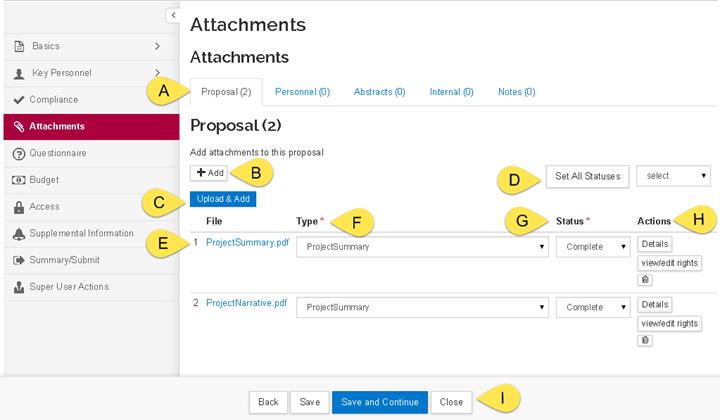 Attachments
Basics
Key Personnel
Compliance
Attachments
Questionnaire
Budget
Access
Supplemental Information
Summary/Submit
Super User Actions
Attachments
A Proposal (2) Personnel (0) Abstracts (0) Internal (0) Notes (0)
Proposal (2)
Add attachments to this proposal
+ Add B D Set All Statuses select
C Upload & Add
File Type * F G Status * Actions H
E 1 ProjectSummary.pdf ProjectSummary Complete Details
view/edit rights
2 ProjectNarrative.pdf ProjectSummary Complete Details
view/edit rights
Back Save Save and Continue Close I